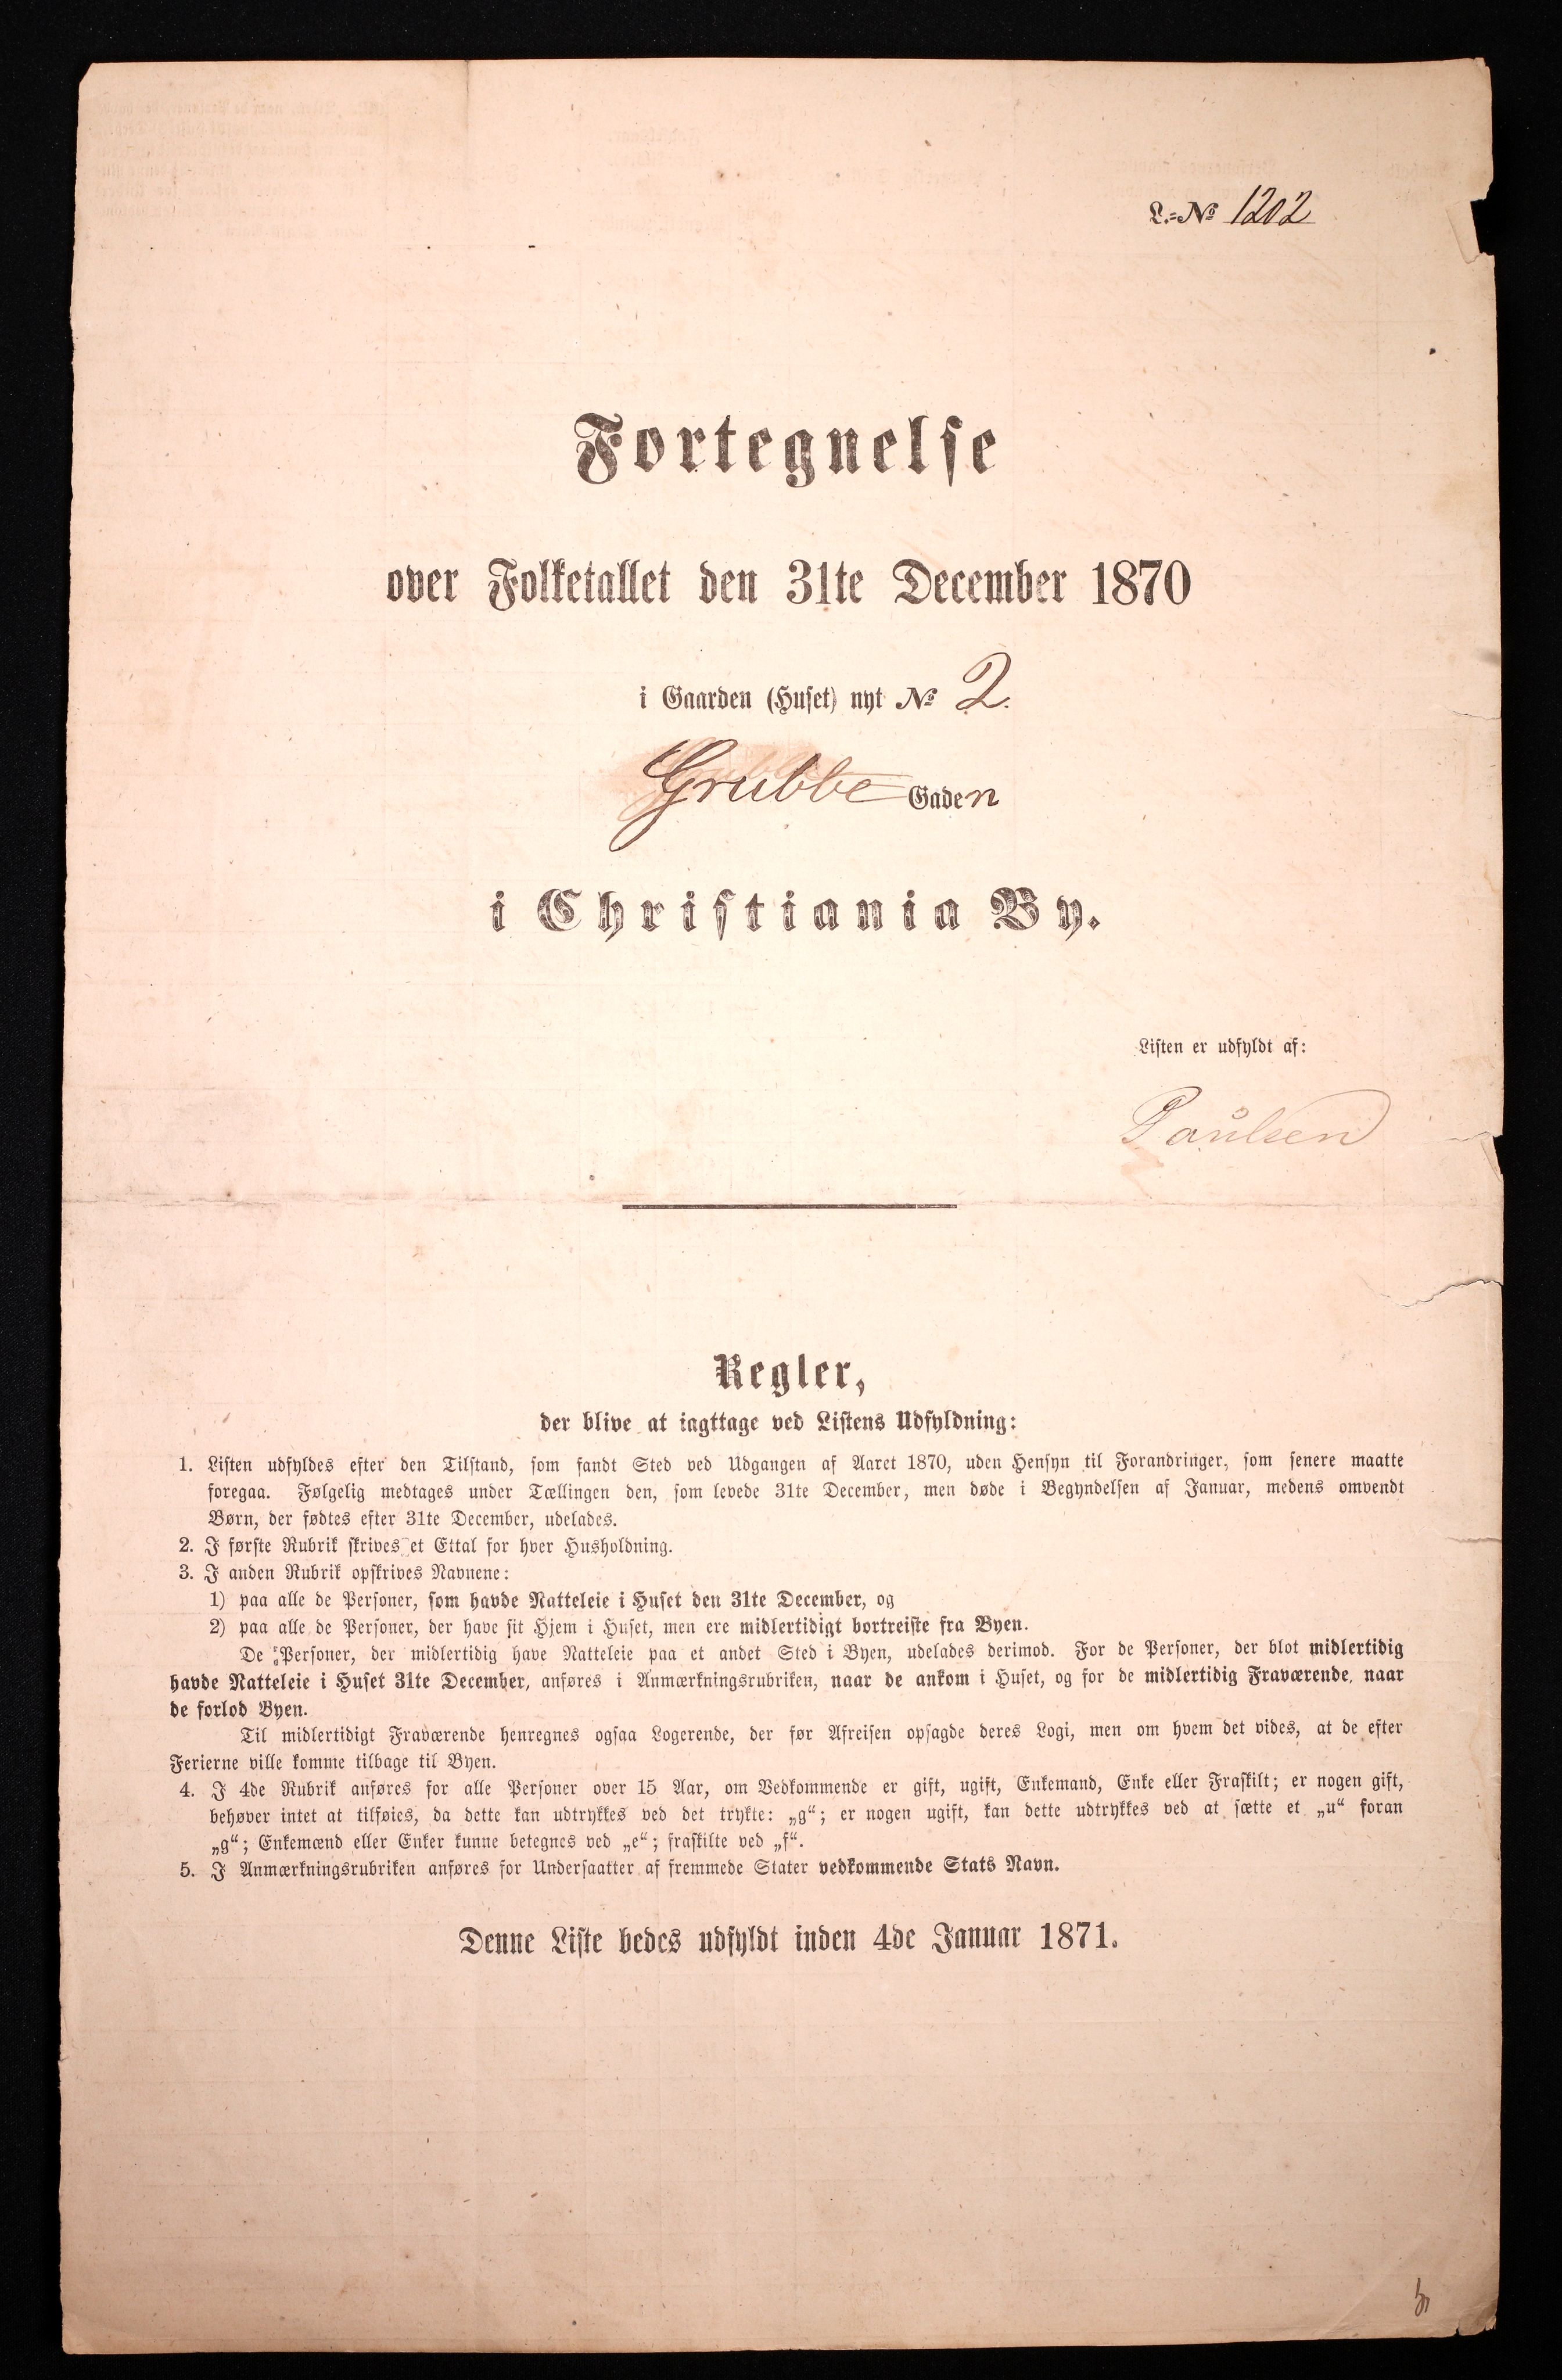 L.=№ 1202
Fortegnelse
over Folketallet den 31te December 1870
i Gaarden (Huset) nyt № 2.
Grubbe Gaden
i Christiania By.
Listen er udfyldt af:
Paulsen
Regler,
der blive at iagttage ved Listens Udfyldning:
1. Listen udfyldes efter den Tilstand, som fandt Sted ved Udgangen af Aaret 1870, uden Hensyn til Forandringer, som senere maatte
foregaa. Følgelig medtages under Tællingen den, som levede 31te December, men døde i Begyndelsen af Januar, medens omvendt
Børn, der fødtes efter 31te December, udelades.
2. I første Rubrik skrives et Ettal for hver Husholdning.
3. I anden Rubrik opskrives Navnene:
1) paa alle de Personer, som havde Natteleie i Huset den 31te December, og
2) paa alle de Personer, der have sit Hjem i Huset, men ere midlertidigt bortreiste fra Byen.
De Personer, der midlertidig have Natteleie paa et andet Sted i Byen, udelades derimod. For de Personer, der blot midlertidig
havde Natteleie i Huset 31te December, anføres i Anmærkningsrubriken, naar de ankom i Huset, og for de midlertidig Fraværende, naar
de forlod Byen.
Til midlertidigt Fraværende henregnes ogsaa Logerende, der før Afreisen opsagde deres Logi, men om hvem det vides, at de efter
Ferierne ville komme tilbage til Byen.
4. I 4de Rubrik anføres for alle Personer over 15 Aar, om Vedkommende er gift, ugift, Enkemand, Enke eller Fraskilt; er nogen gift,
behøver intet at tilføies, da dette kan udtrykkes ved det trykte: „g“; er nogen ugift, kan dette udtrykkes ved at sætte et „u“ foran
„g“; Enkemænd eller Enker kunne betegnes ved „e“; fraskilte ved „f“.
5. I Anmærkningsrubriken anføres for Undersaatter af fremmede Stater vedkommende Stats Navn.
Denne Liste bedes udfyldt inden 4de Januar 1871.